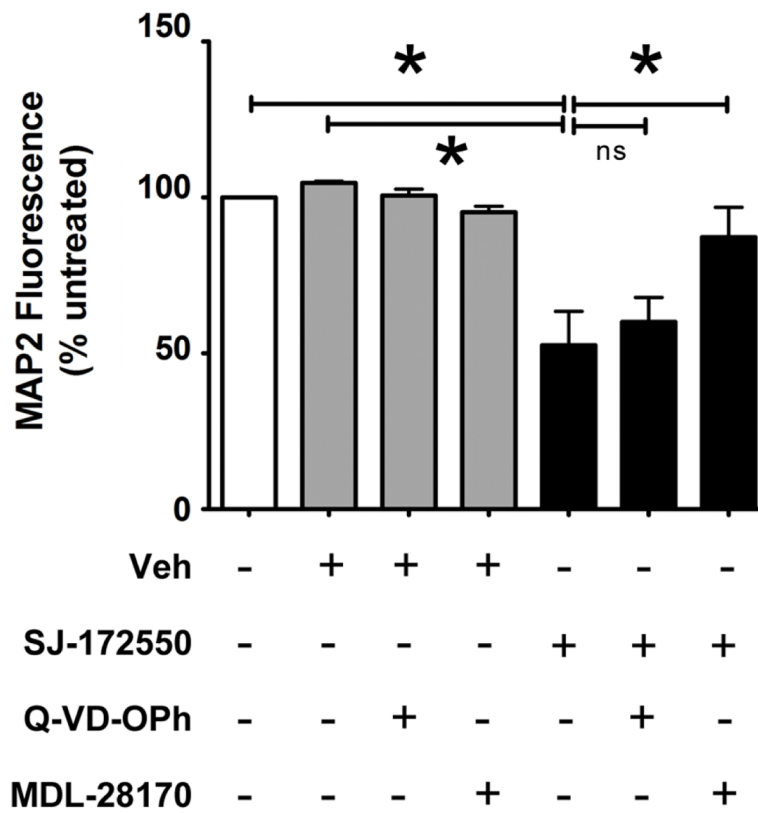 150
*
*
*
ns
100
50
0
MAP2 Fluorescence
(% untreated)
Veh - + + + - - -
SJ-172550 - - - - + + +
Q-VD-OPh - - + - - + -
MDL-28170 - - - + - - +